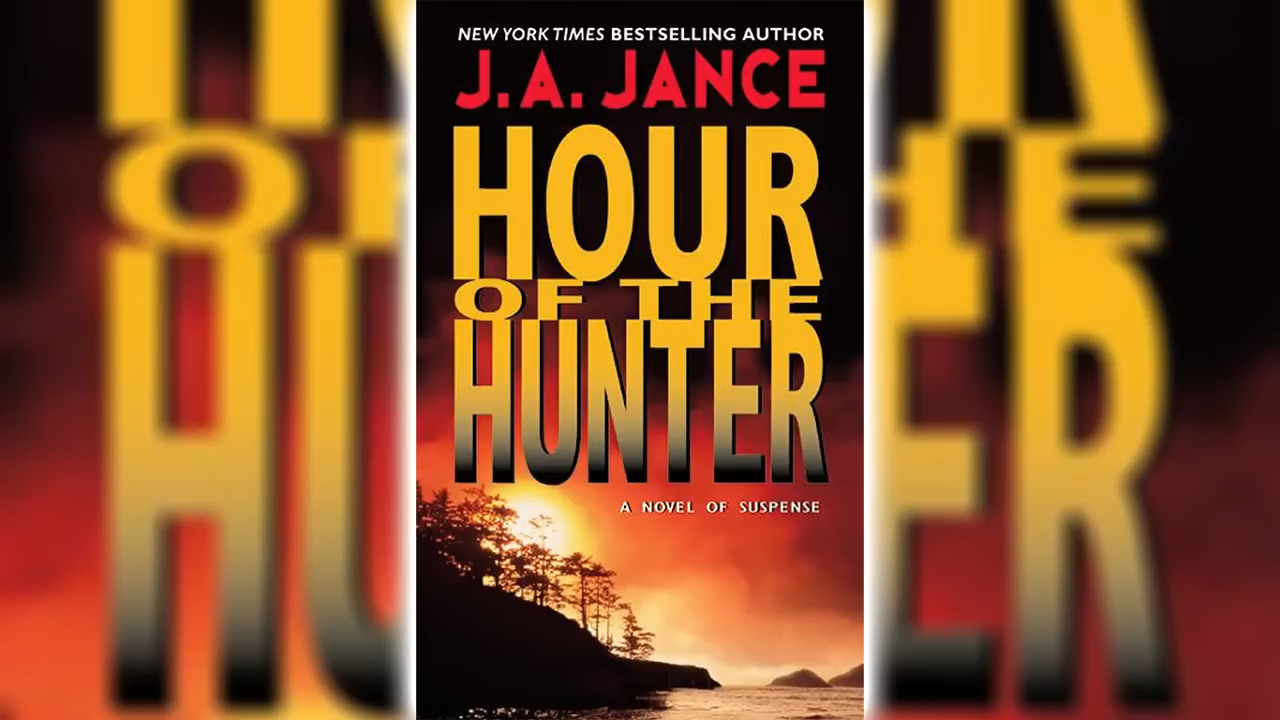 NEW YORK TIMES BESTSELLING AUTHOR
J.A. JANCE
HOUR
OF THE
HUNTER
A NOVEL OF SUSPENSE